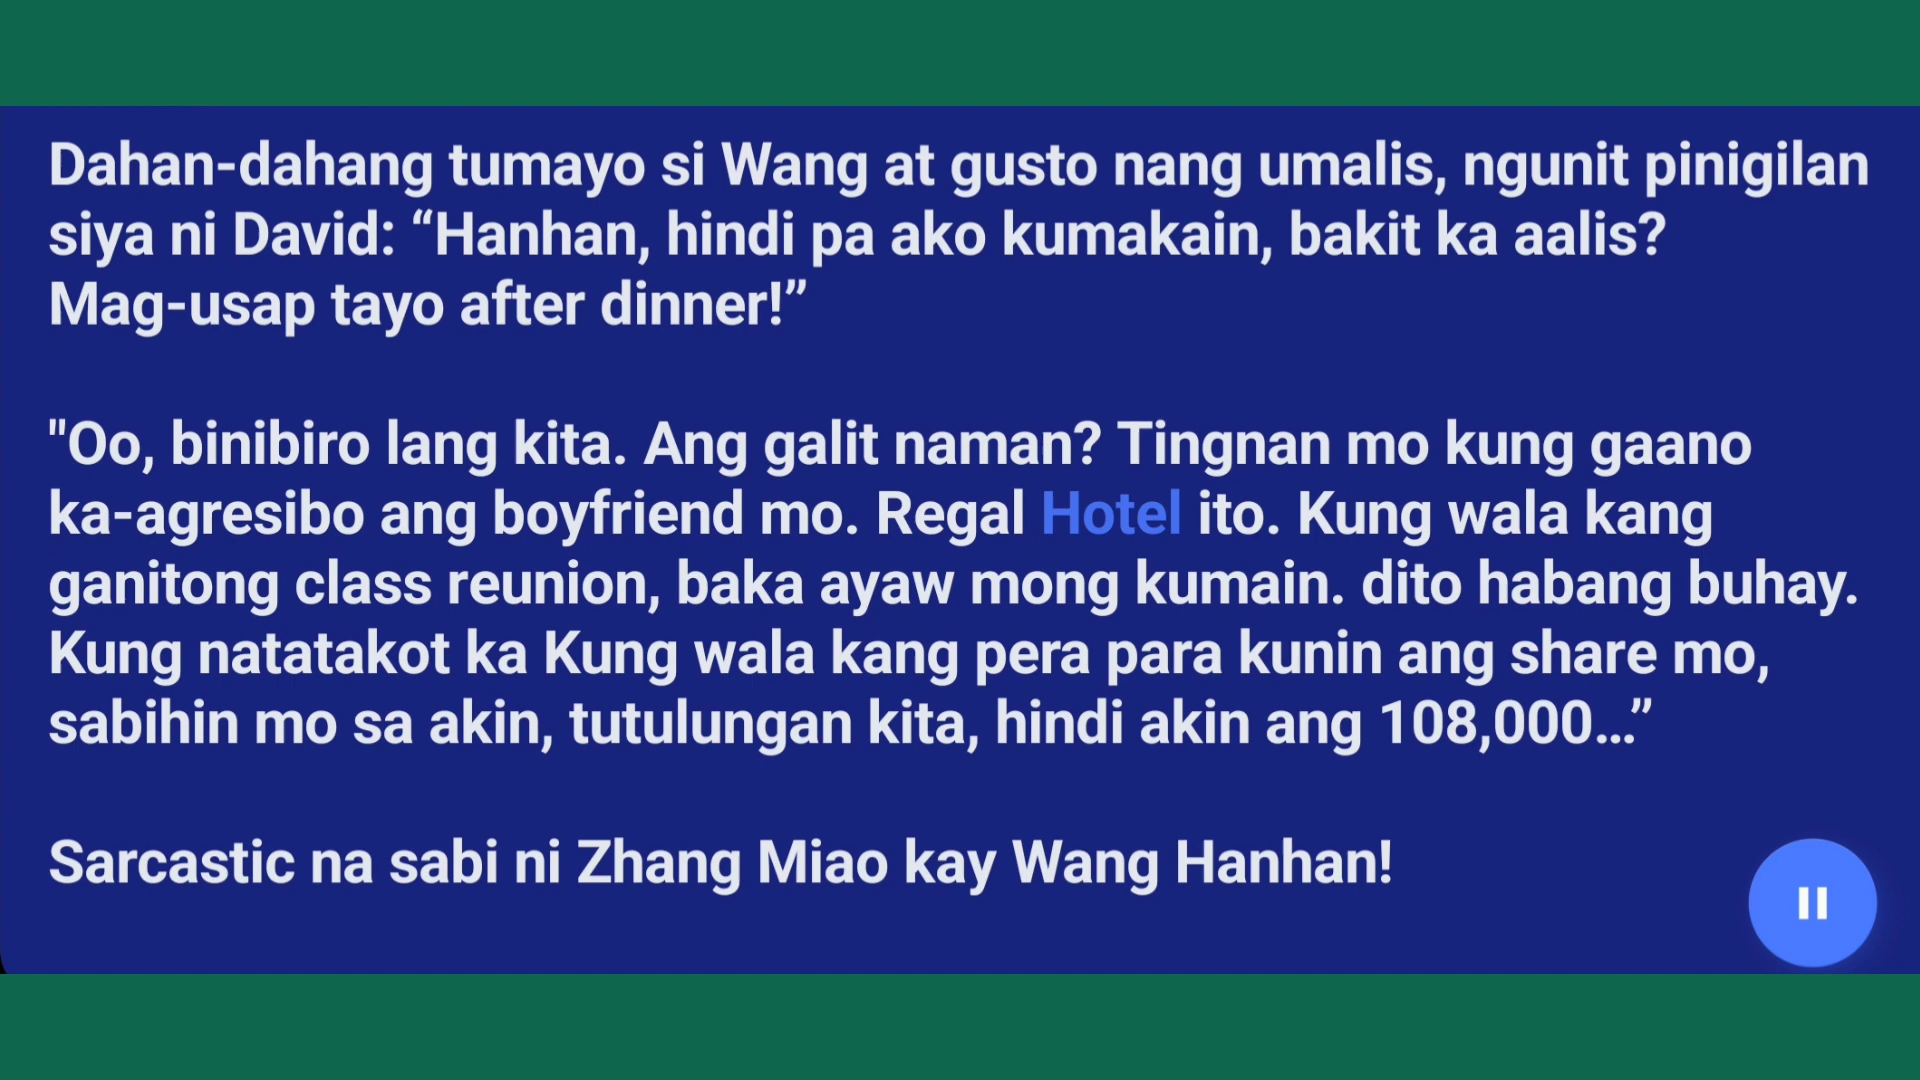 Dahan-dahang tumayo si Wang at gusto nang umalis, ngunit pinigilan
siya ni David: “Hanhan, hindi pa ako kumakain, bakit ka aalis?
Mag-usap tayo after dinner!”
"Oo, binibiro lang kita. Ang galit naman? Tingnan mo kung gaano
ka-agresibo ang boyfriend mo. Regal Hotel ito. Kung wala kang
ganitong class reunion, baka ayaw mong kumain. dito habang buhay.
Kung natatakot ka Kung wala kang pera para kunin ang share mo,
sabihin mo sa akin, tutulungan kita, hindi akin ang 108,000…”
Sarcastic na sabi ni Zhang Miao kay Wang Hanhan!